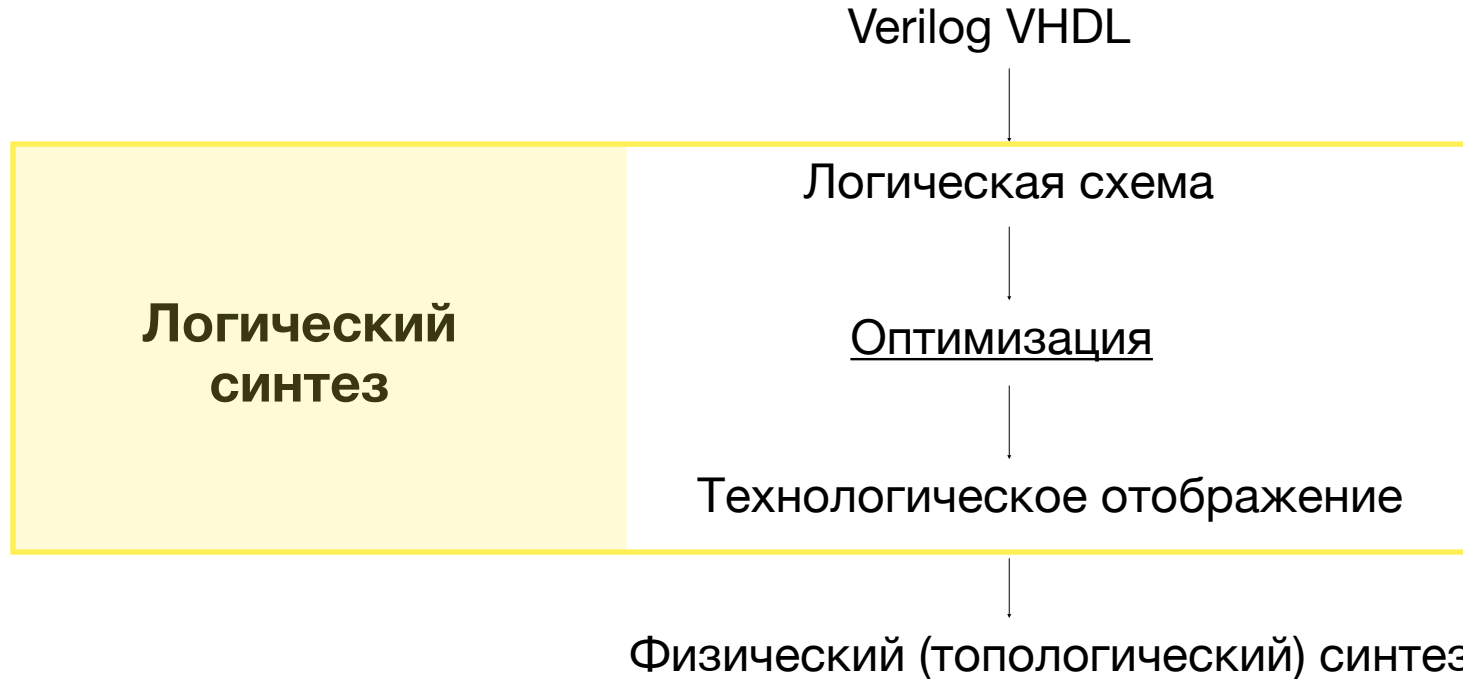 Verilog VHDL
Логическая схема
Логический
синтез
Оптимизация
Технологическое отображение
Физический (топологический) синтез